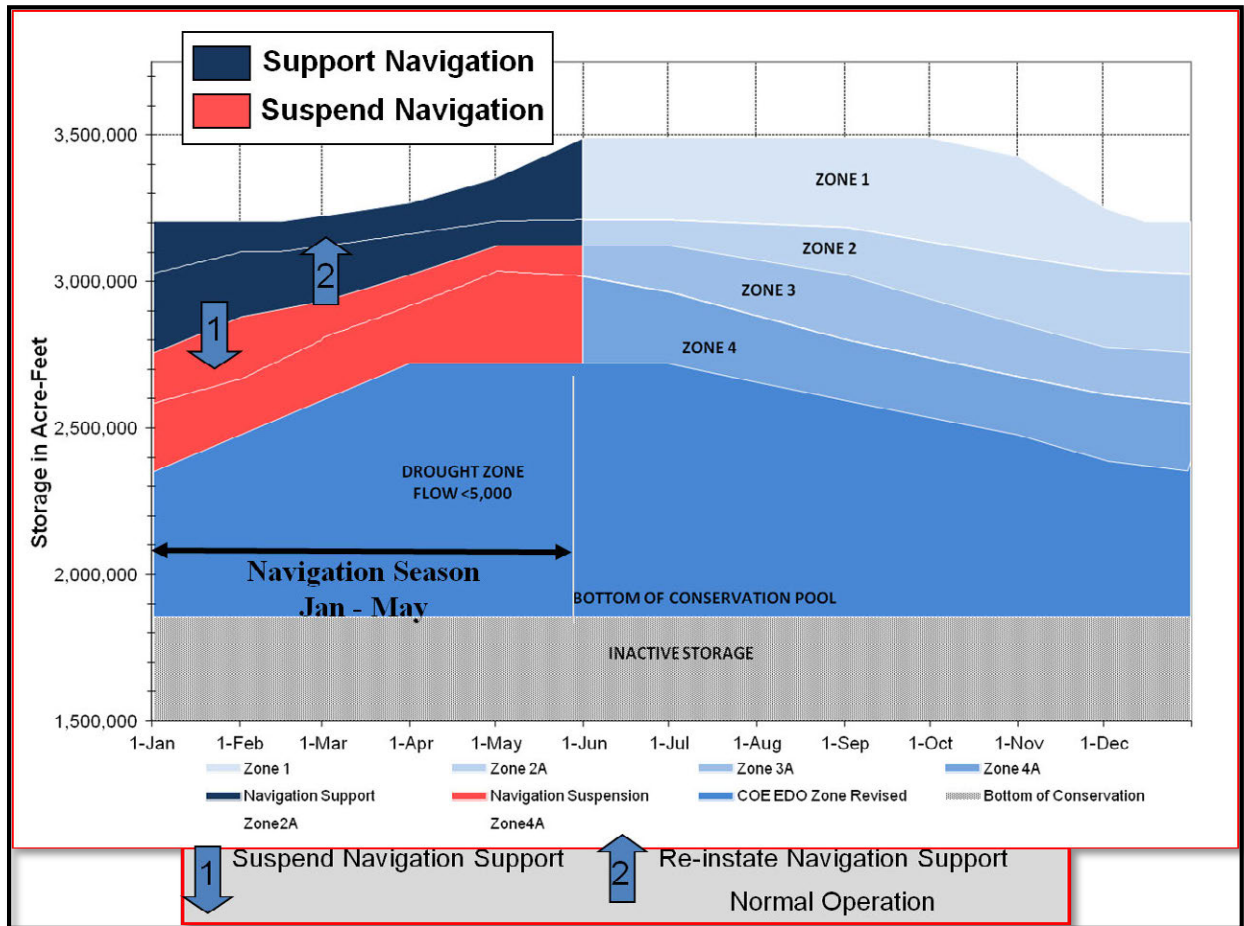 Support Navigation
Suspend Navigation
Storage in Acre-Feet
3,500,000
3,000,000
2,500,000
2,000,000
1,500,000
ZONE 1
ZONE 2
ZONE 3
ZONE 4
1
2
DROUGHT ZONE
FLOW <5,000
Navigation Season
Jan - May
BOTTOM OF CONSERVATION POOL
INACTIVE STORAGE
1-Jan 1-Feb 1-Mar 1-Apr 1-May 1-Jun 1-Jul 1-Aug 1-Sep 1-Oct 1-Nov 1-Dec
Zone 1 Zone 2A Zone 3A Zone 4A
Navigation Support Navigation Suspension COE EDO Zone Revised Bottom of Conservation
Zone2A Zone4A
1 Suspend Navigation Support 2 Re-instate Navigation Support
Normal Operation